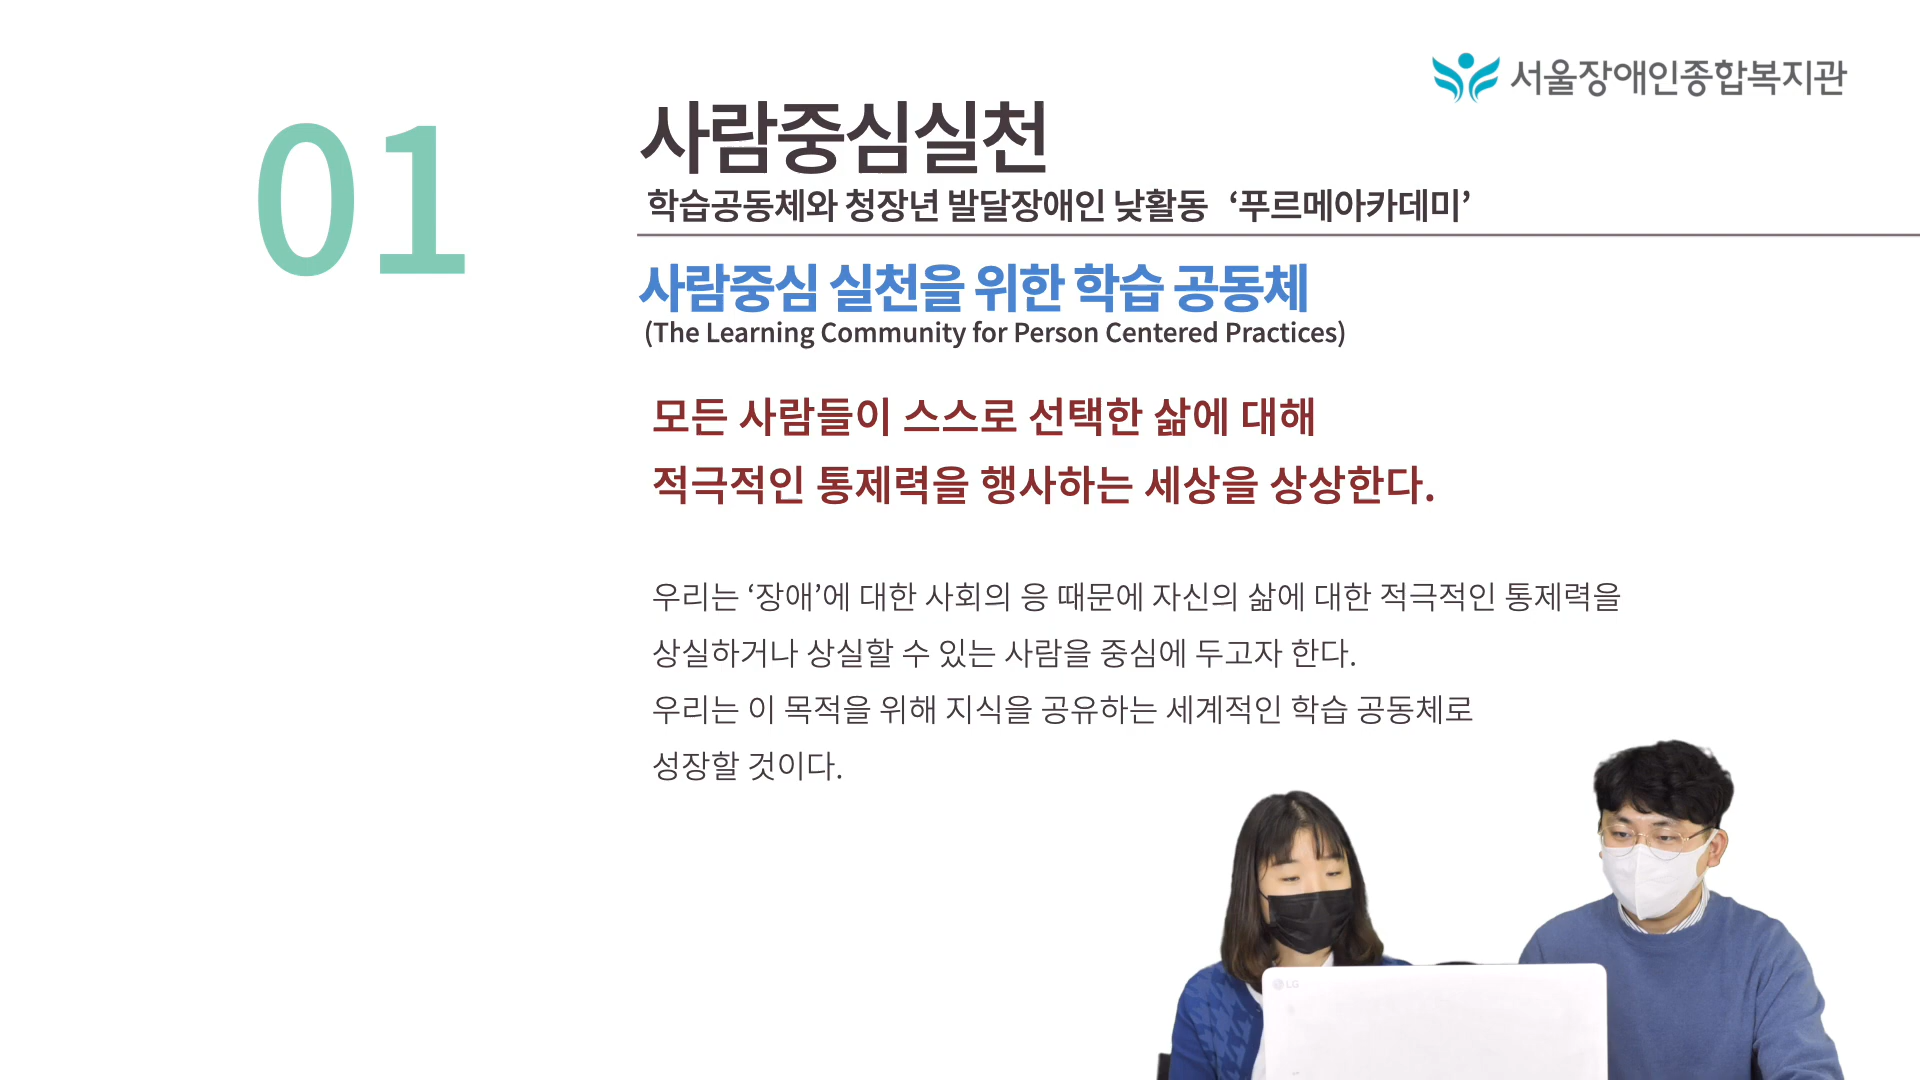 서울장애인종합복지관
01
사람중심실천
학습공동체와 청장년 발달장애인 낮활동 ‘푸르메아카데미’
사람중심 실천을 위한 학습 공동체
(The Learning Community for Person Centered Practices)
모든 사람들이 스스로 선택한 삶에 대해
적극적인 통제력을 행사하는 세상을 상상한다.
우리는 ‘장애’에 대한 사회의 응 때문에 자신의 삶에 대한 적극적인 통제력을
상실하거나 상실할 수 있는 사람을 중심에 두고자 한다.
우리는 이 목적을 위해 지식을 공유하는 세계적인 학습 공동체로
성장할 것이다.
LG